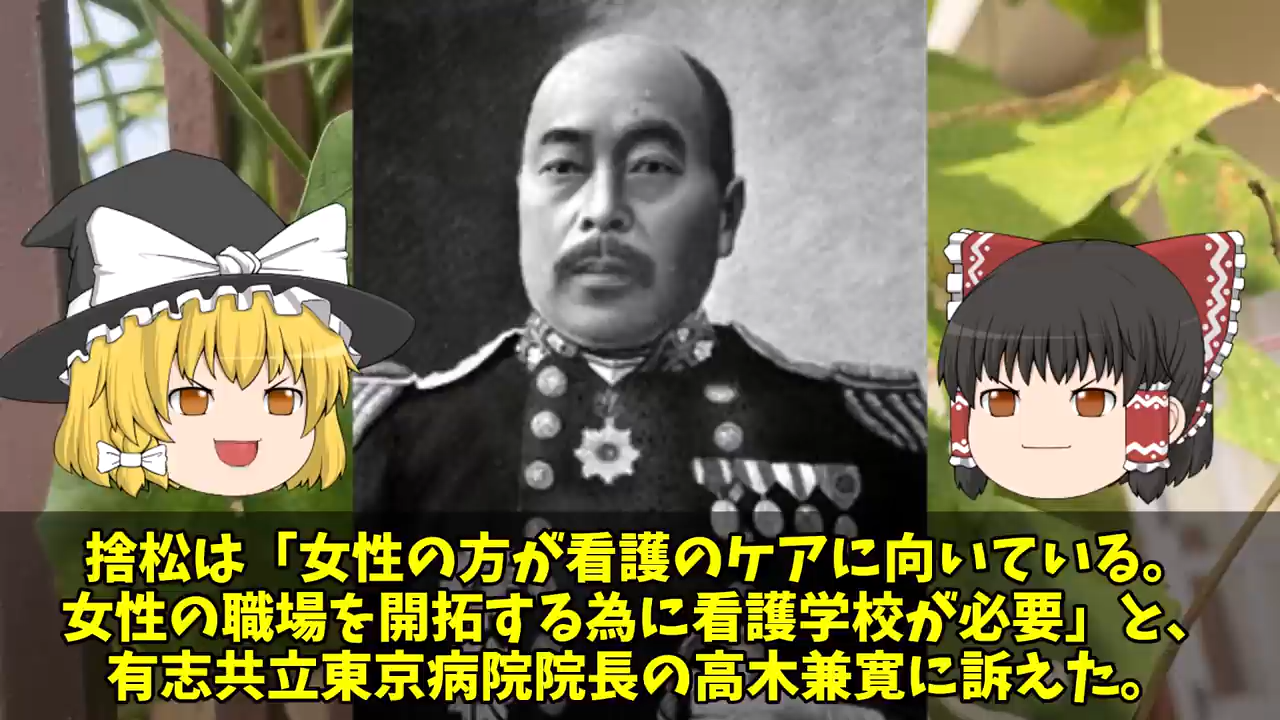 捨松は「女性の方が看護のケアに向いている。
女性の職場を開拓する為に看護学校が必要」と、
有志共立東京病院院長の高木兼寛に訴えた。